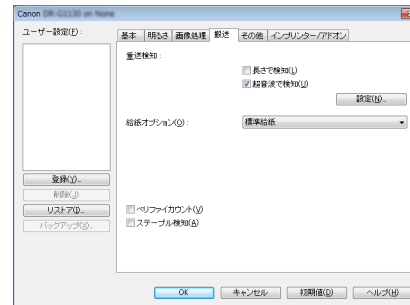 Canon DR-G1130 on None
ユーザー設定(F):
基本 明るさ 画像処理 搬送 その他 インプリンター/アドオン
重送検知:
長さで検知(L)
超音波で検知(U)
設定(N)...
給紙オプション(O):
標準給紙
登録(Y)...
削除(J)
リストア(I)...
バックアップ(X)...
ベリファイカウント(V)
ステープル検知(A)
OK キャンセル 初期値(D) ヘルプ(H)